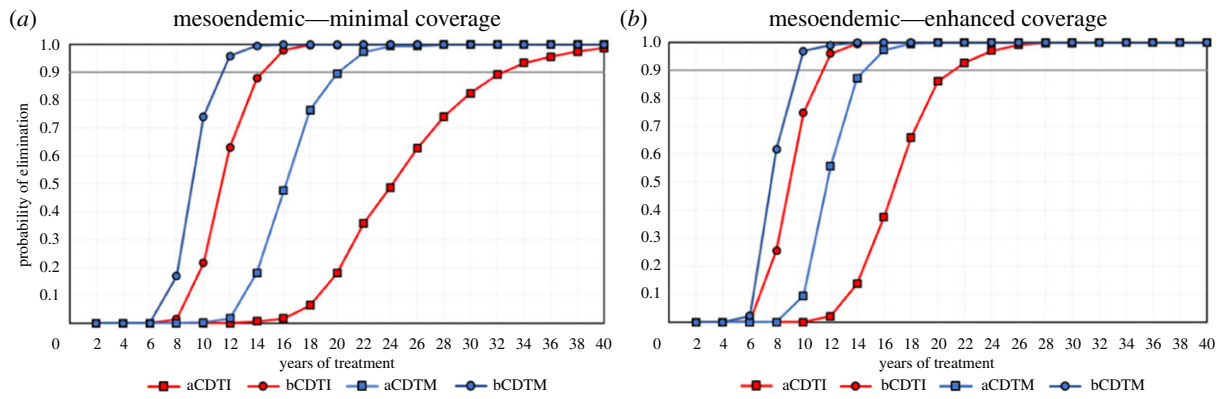 (a) mesoendemic—minimal coverage
1.0
0.9
0.8
0.7
0.6
0.5
0.4
0.3
0.2
0.1
probability of elimination
0 2 4 6 8 10 12 14 16 18 20 22 24 26 28 30 32 34 36 38 40
years of treatment
aCDTI bCDTI aCDTM bCDTM
(b) mesoendemic—enhanced coverage
1.0
0.9
0.8
0.7
0.6
0.5
0.4
0.3
0.2
0.1
0 2 4 6 8 10 12 14 16 18 20 22 24 26 28 30 32 34 36 38 40
years of treatment
aCDTI bCDTI aCDTM bCDTM